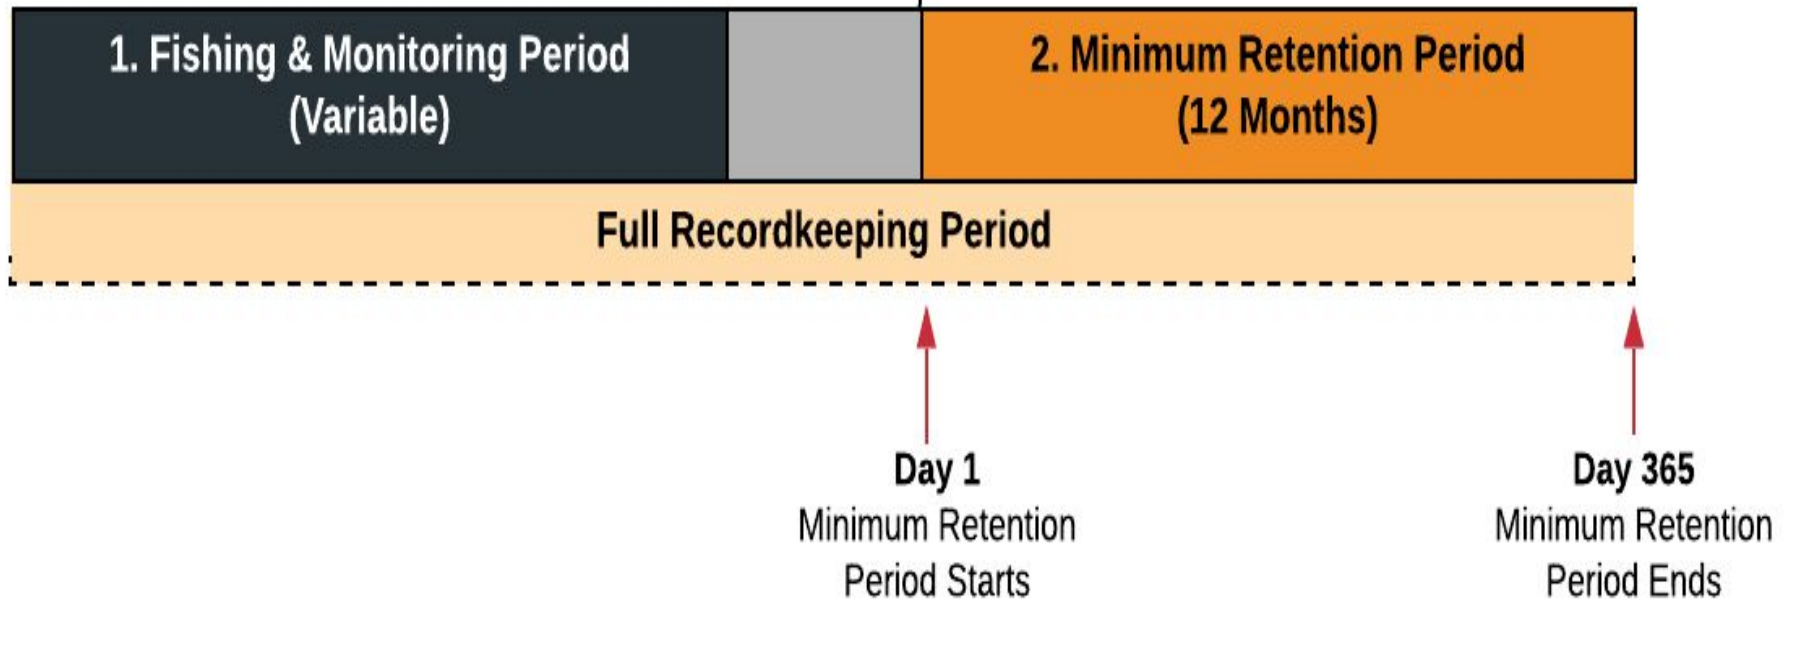 1. Fishing & Monitoring Period
(Variable)
2. Minimum Retention Period
(12 Months)
Full Recordkeeping Period
Day 1
Minimum Retention
Period Starts
Day 365
Minimum Retention
Period Ends